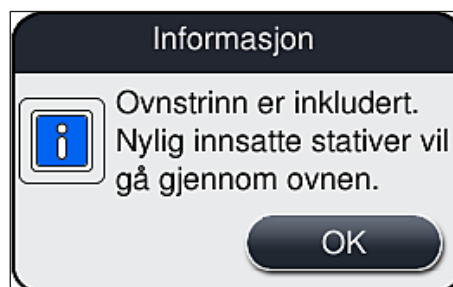 Informasjon
Ovnstrinn er inkludert.
Nylig innsatte stativer vil
gå gjennom ovnen.
OK